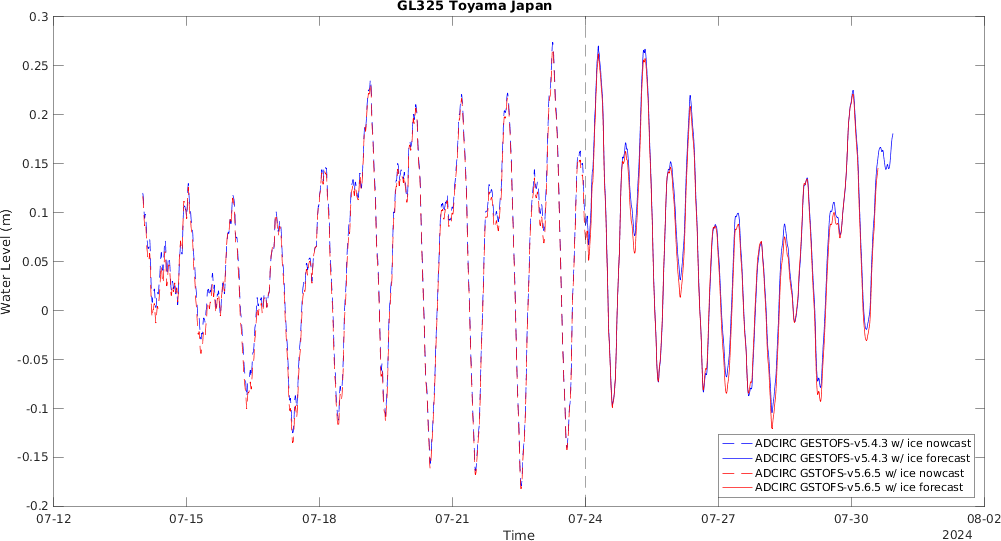 GL325 Toyama Japan
0.3
0.25
0.2
0.15
0.1
0.05
0
-0.05
-0.1
-0.15
-0.2
Water Level (m)
07-12
07-15
07-18
07-21
07-24
07-27
07-30
08-02
Time
2024
ADCIRC GESTOFS-v5.4.3 w/ ice nowcast
ADCIRC GESTOFS-v5.4.3 w/ ice forecast
ADCIRC GSTOFS-v5.6.5 w/ ice nowcast
ADCIRC GSTOFS-v5.6.5 w/ ice forecast